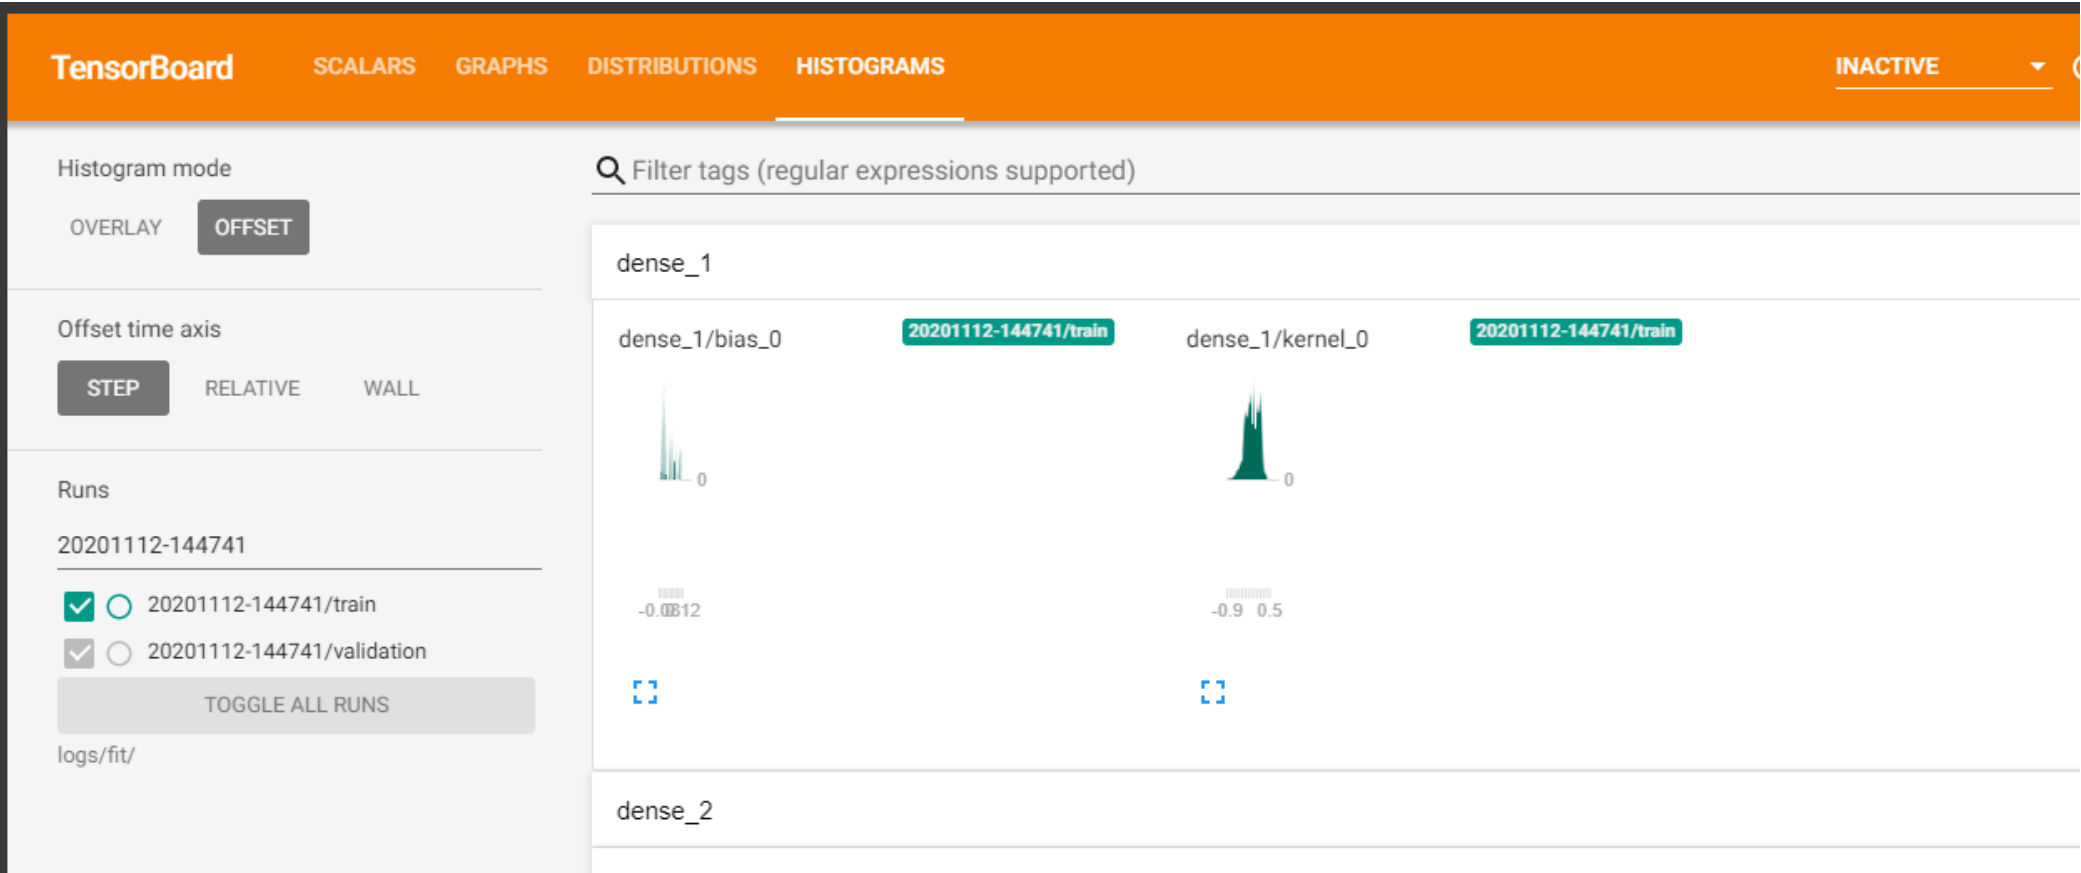 TensorBoard SCALARS GRAPHS DISTRIBUTIONS HISTOGRAMS INACTIVE
Histogram mode
OVERLAY OFFSET
Offset time axis
STEP RELATIVE WALL
Runs
20201112-144741
20201112-144741/train
20201112-144741/validation
TOGGLE ALL RUNS
logs/fit/
Filter tags (regular expressions supported)
dense_1
dense_1/bias_0 20201112-144741/train
0
dense_1/kernel_0 20201112-144741/train
0
-0.9 0.5
dense_2